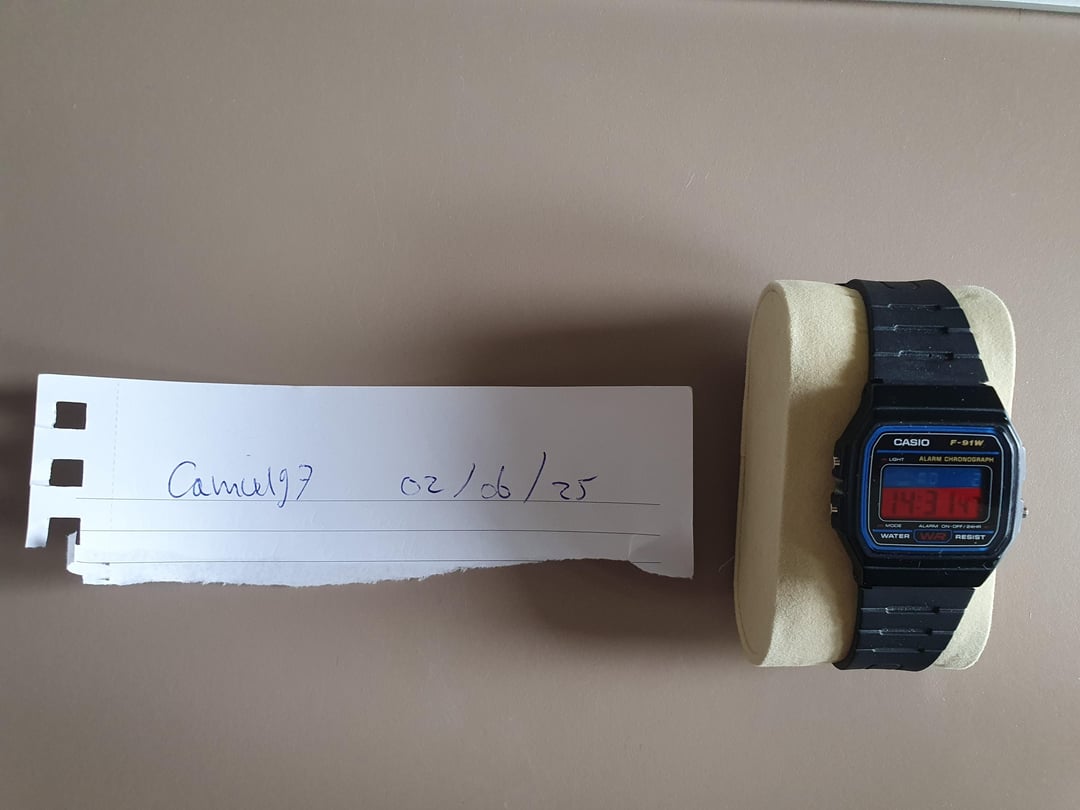 Camiel97 02/06/25
CASIO F-91W
LIGHT ALARM CHRONOGRAPH
14:31 47
MODE ALARM ON·OFF/24HR
WATER WR RESIST